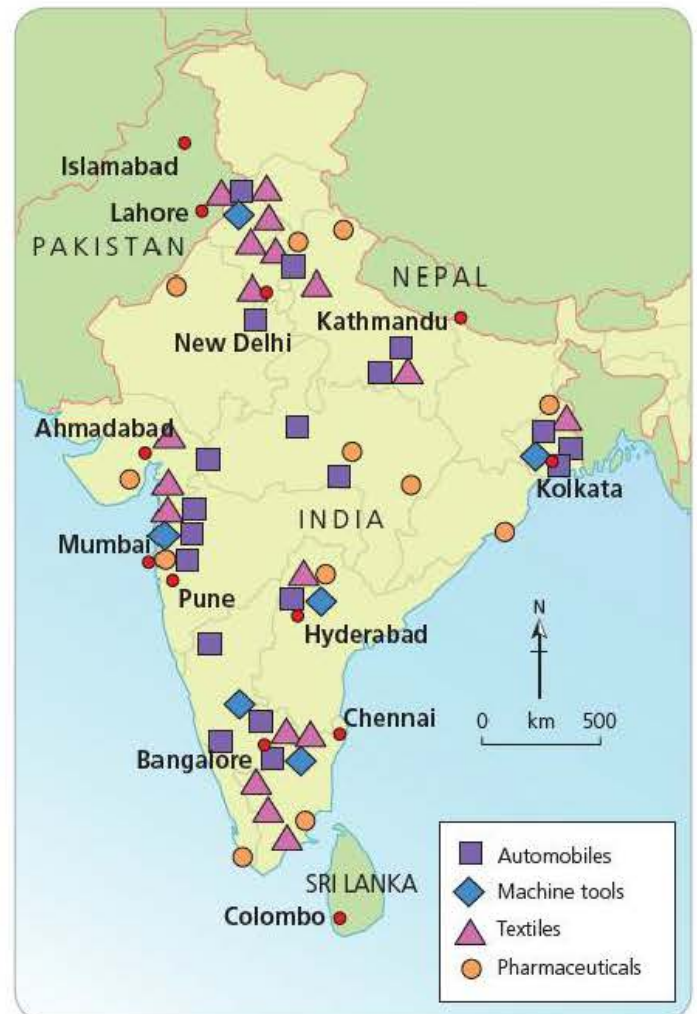 Islamabad
Lahore
PAKISTAN
NEPAL
New Delhi
Kathmandu
Ahmadabad
Kolkata
INDIA
Mumbai
Pune
Hyderabad
N
0 km 500
Chennai
Bangalore
SRI LANKA
Colombo
Automobiles
Machine tools
Textiles
Pharmaceuticals